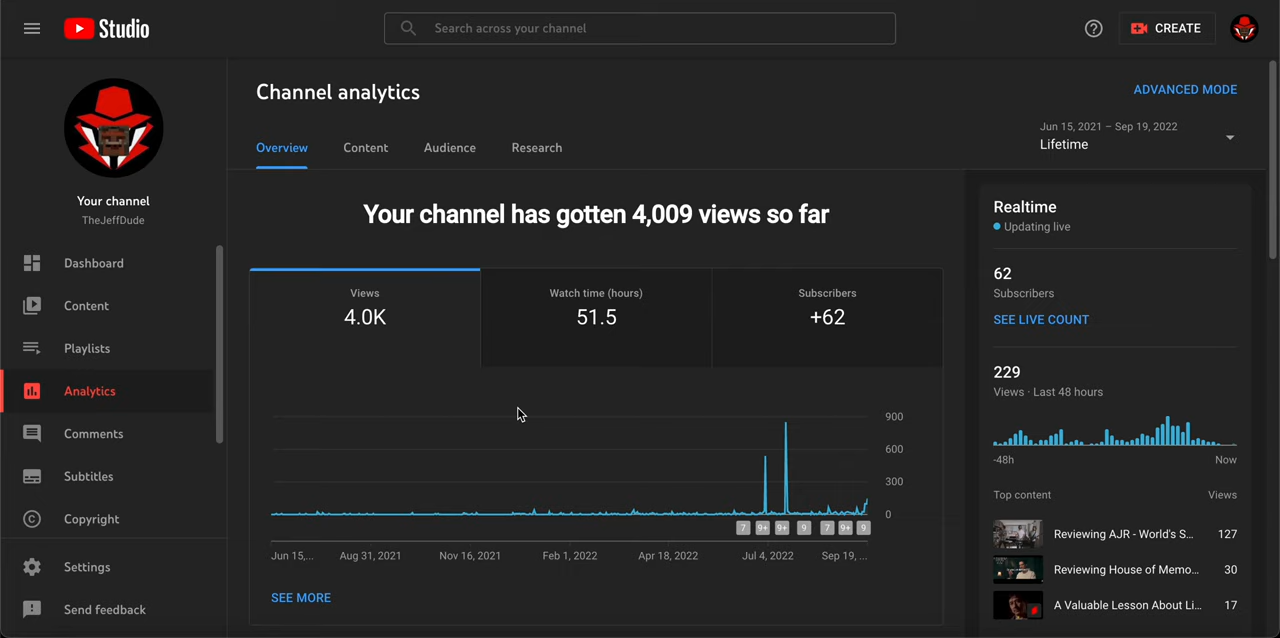 Studio
Search across your channel
CREATE
Your channel
TheJeffDude
Dashboard
Content
Playlists
Analytics
Comments
Subtitles
Copyright
Settings
Send feedback
Channel analytics
ADVANCED MODE
Overview
Content
Audience
Research
Jun 15, 2021 – Sep 19, 2022
Lifetime
Your channel has gotten 4,009 views so far
Views
4.0K
Watch time (hours)
51.5
Subscribers
+62
900
600
300
0
7 9+ 9+ 9 7 9+ 9
Jun 15,... Aug 31, 2021 Nov 16, 2021 Feb 1, 2022 Apr 18, 2022 Jul 4, 2022 Sep 19, ...
SEE MORE
Realtime
Updating live
62
Subscribers
SEE LIVE COUNT
229
Views · Last 48 hours
-48h Now
Top content Views
Reviewing AJR - World's S... 127
Reviewing House of Memo... 30
A Valuable Lesson About Li... 17